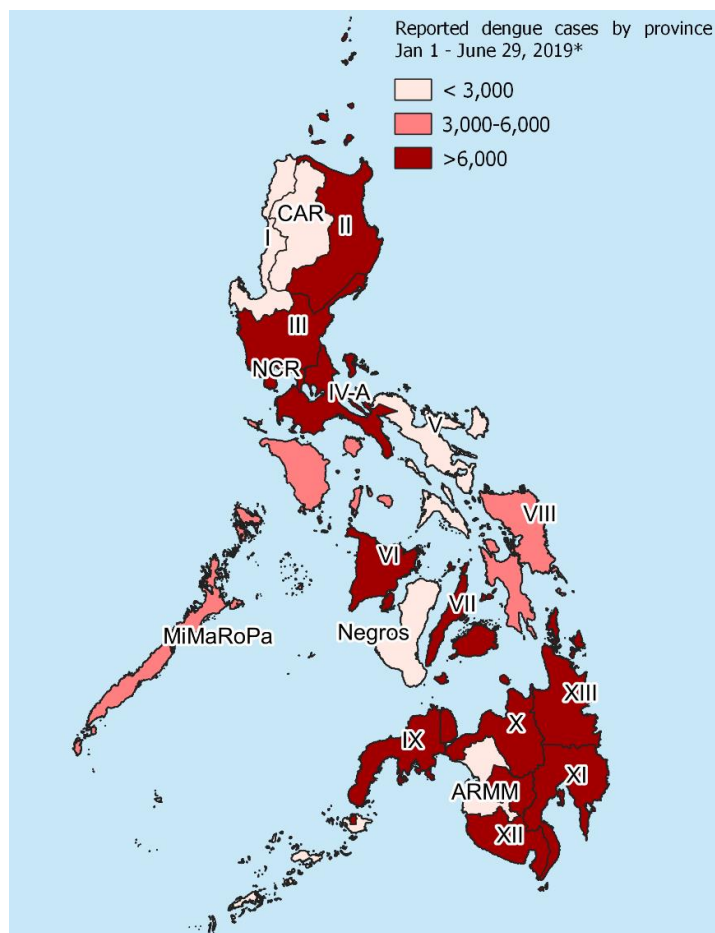 Reported dengue cases by province
Jan 1 - June 29, 2019*
< 3,000
3,000-6,000
>6,000
CAR
I
II
III
NCR
IV-A
V
VIII
VI
VII
Negros
MiMaRoPa
XIII
X
IX
XI
ARMM
XII